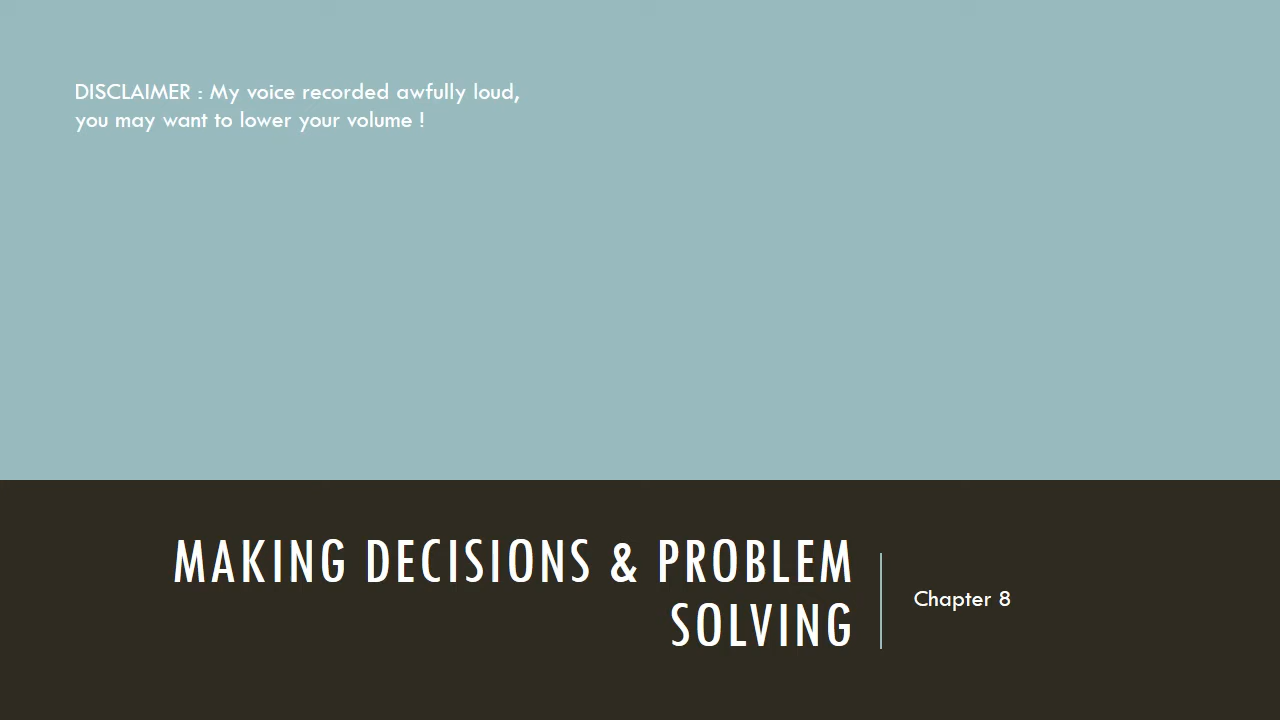 DISCLAIMER : My voice recorded awfully loud,
you may want to lower your volume !
MAKING DECISIONS & PROBLEM
SOLVING
Chapter 8